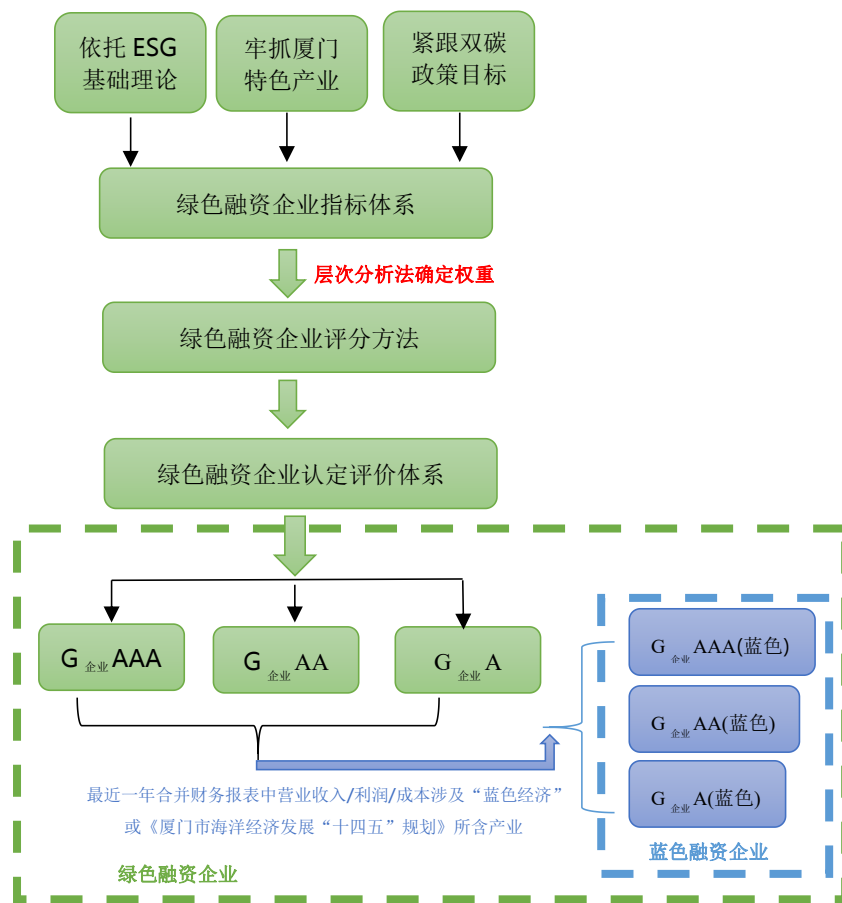 依托 ESG
基础理论
牢抓厦门
特色产业
紧跟双碳
政策目标
绿色融资企业指标体系
层次分析法确定权重
绿色融资企业评分方法
绿色融资企业认定评价体系
G 企业 AAA
G 企业 AA
G 企业 A
G 企业 AAA(蓝色)
G 企业 AA(蓝色)
G 企业 A(蓝色)
最近一年合并财务报表中营业收入/利润/成本涉及“蓝色经济”
或《厦门市海洋经济发展“十四五”规划》所含产业
蓝色融资企业
绿色融资企业